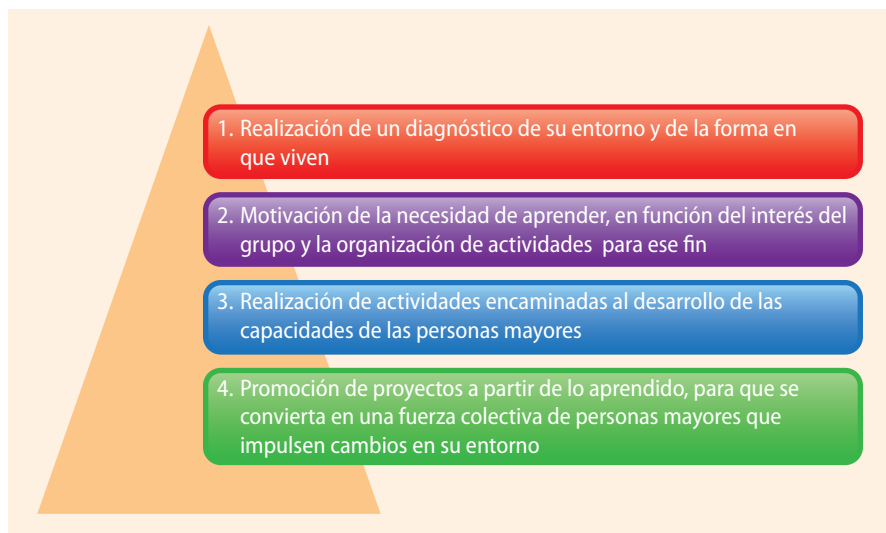 1. Realización de un diagnóstico de su entorno y de la forma en
que viven
2. Motivación de la necesidad de aprender, en función del interés del
grupo y la organización de actividades para ese fin
3. Realización de actividades encaminadas al desarrollo de las
capacidades de las personas mayores
4. Promoción de proyectos a partir de lo aprendido, para que se
convierta en una fuerza colectiva de personas mayores que
impulsen cambios en su entorno